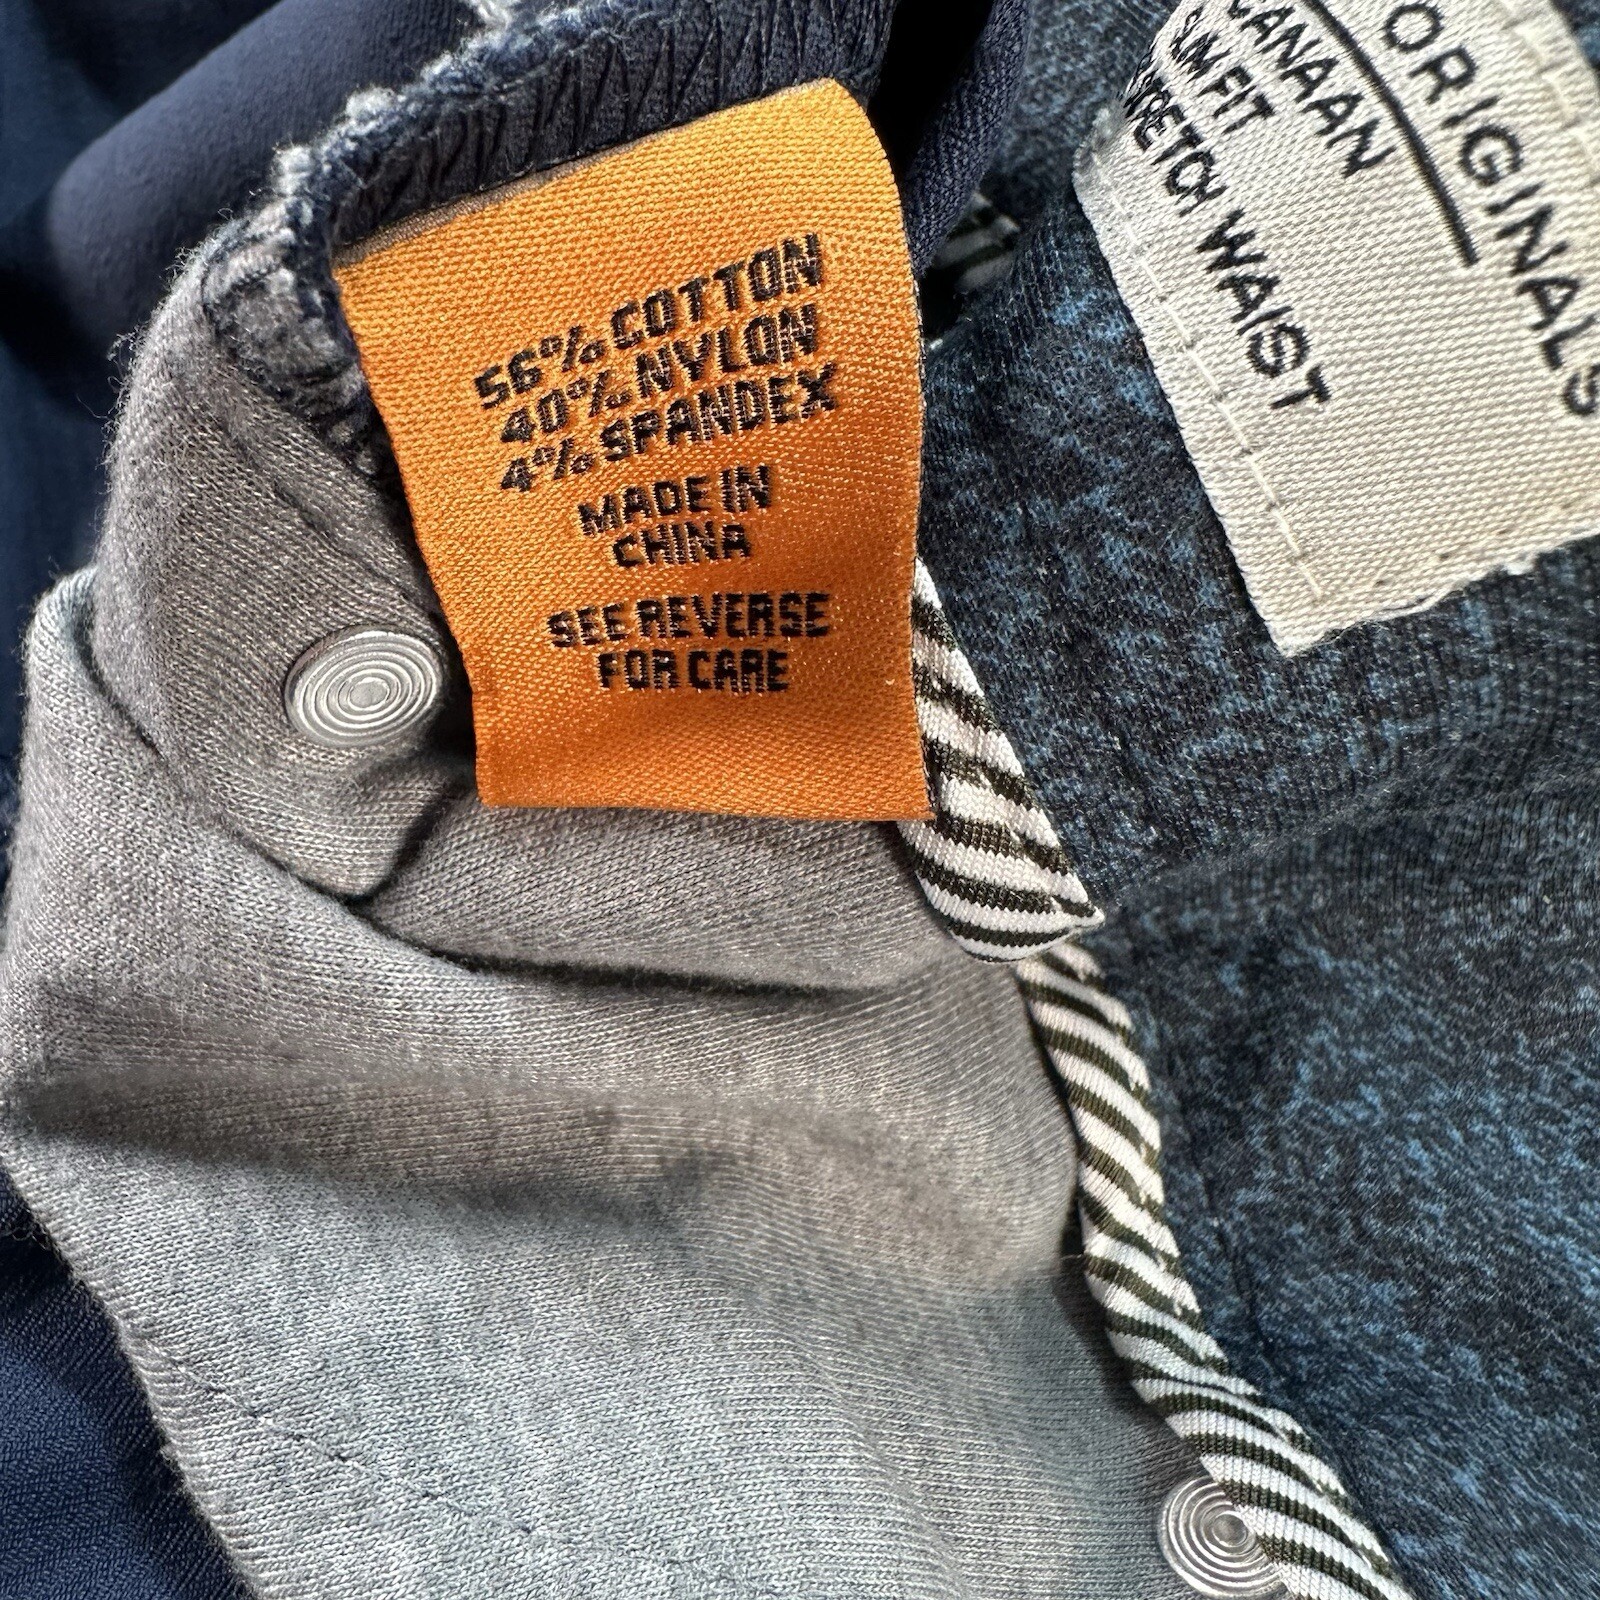 56% COTTON
40% NYLON
4% SPANDEX
MADE IN
CHINA
SEE REVERSE
FOR CARE
ORIGINALS
CANAAN
SLIM FIT
STRETCH WAIST